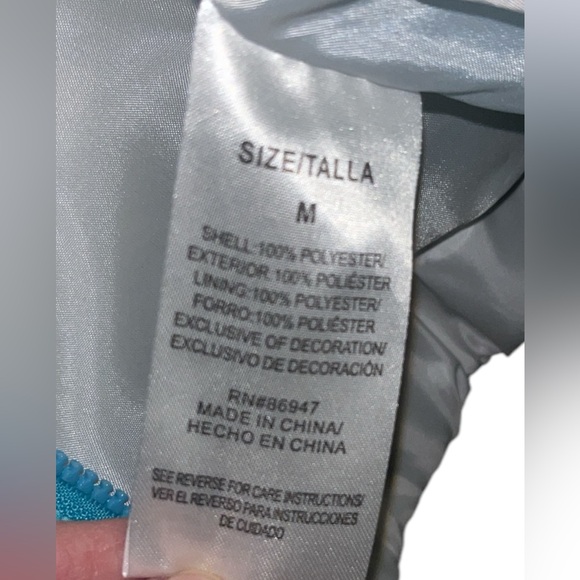 SIZE/TALLA
M
SHELL:100% POLYESTER/
EXTERIOR:100% POLIÉSTER
LINING:100% POLYESTER/
FORRO:100% POLIÉSTER
EXCLUSIVE OF DECORATION/
EXCLUSIVO DE DECORACIÓN
RN#86947
MADE IN CHINA/
HECHO EN CHINA
SEE REVERSE FOR CARE INSTRUCTIONS/
VER EL REVERSO PARA INSTRUCCIONES
DE CUIDADO